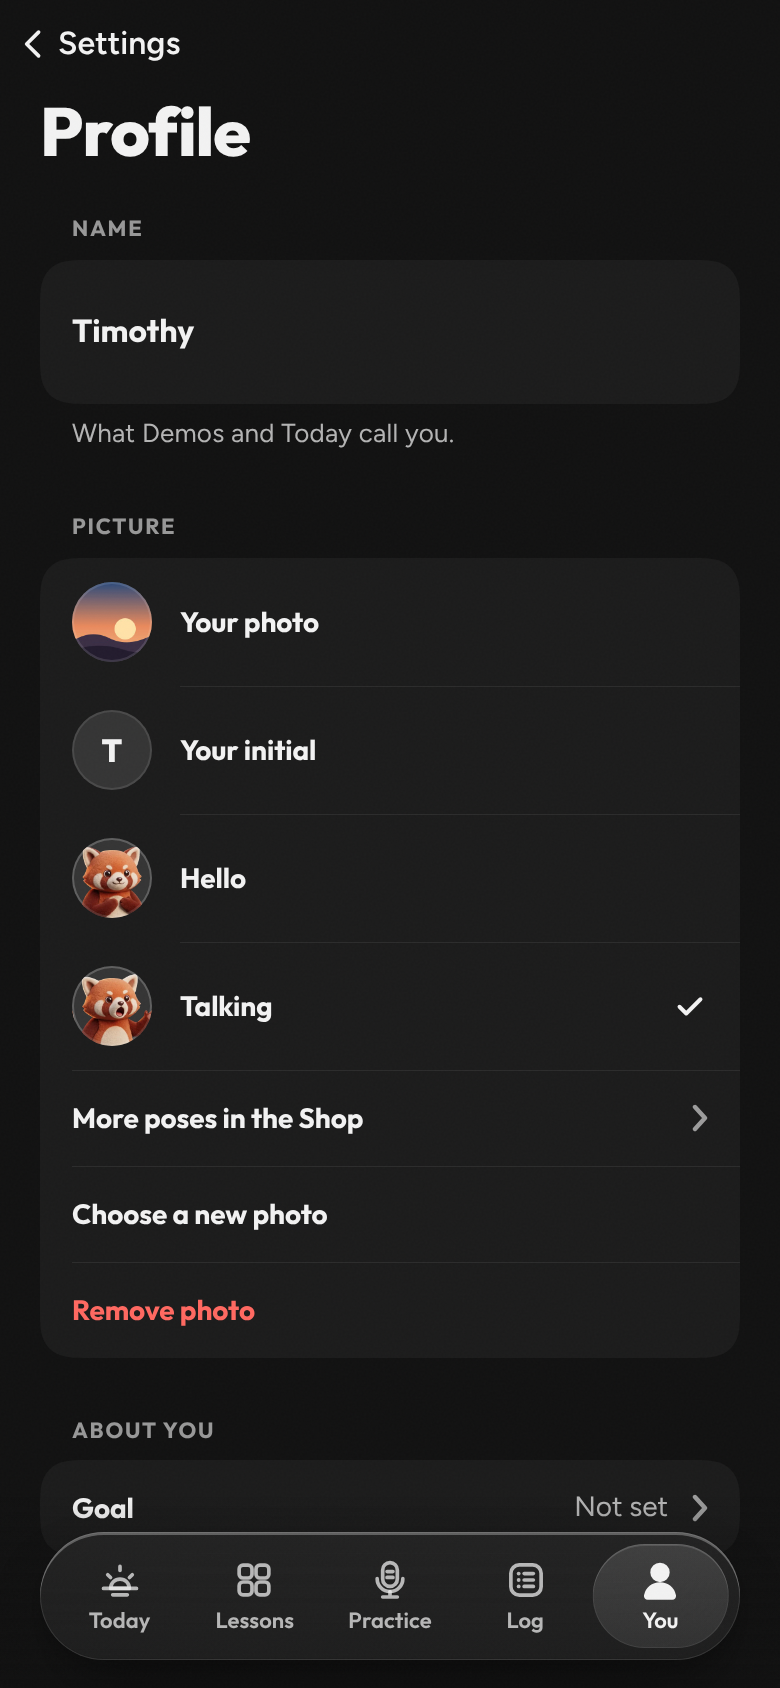 Settings
Profile
NAME
Timothy
What Demos and Today call you.
PICTURE
Your photo
T
Your initial
Hello
Talking
More poses in the Shop
Choose a new photo
Remove photo
ABOUT YOU
Goal
Not set
Today
Lessons
Practice
Log
You